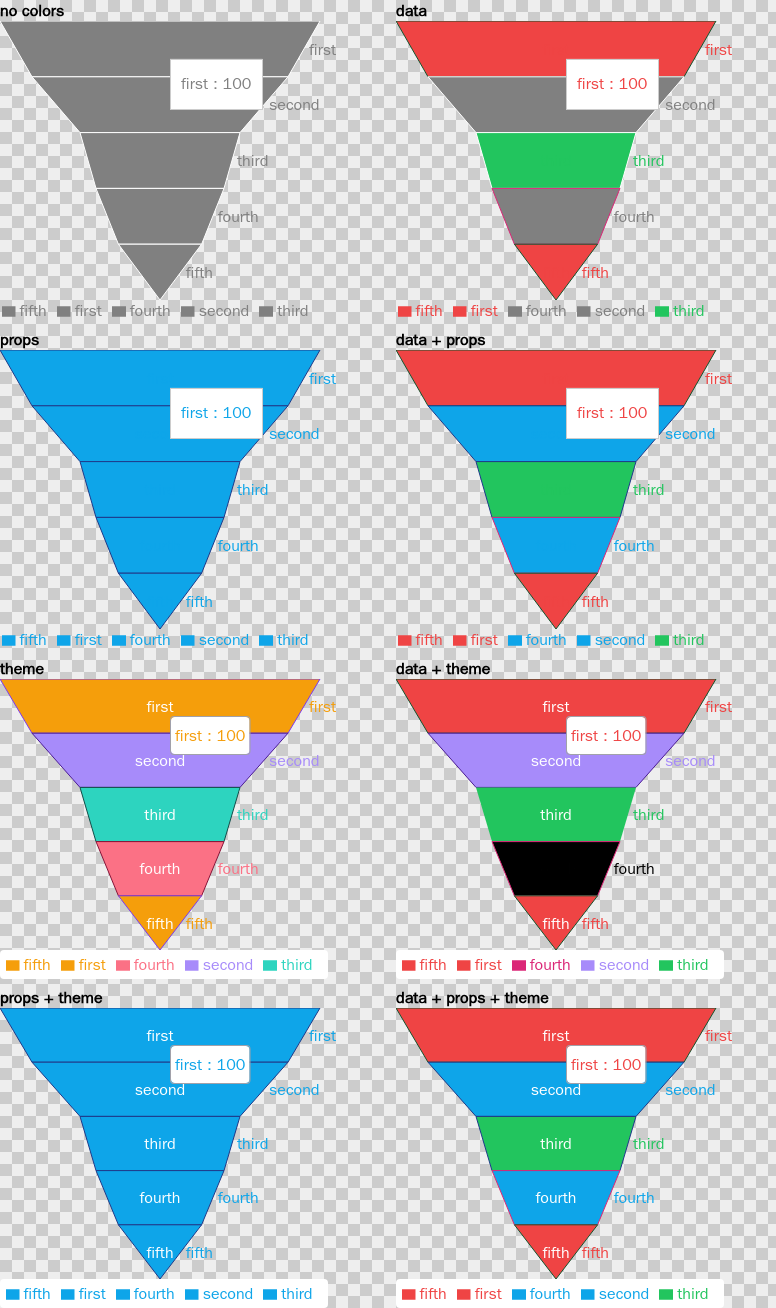 no colors
first
first : 100
second
third
fourth
fifth
fifth first fourth second third
data
first
first : 100
second
third
fourth
fifth
fifth first fourth second third
props
first
first : 100
second
third
fourth
fifth
fifth first fourth second third
data + props
first
first : 100
second
third
fourth
fifth
fifth first fourth second third
theme
first first
first : 100
second second
third third
fourth fourth
fifth fifth
fifth first fourth second third
data + theme
first first
first : 100
second second
third third
fourth
fifth fifth
fifth first fourth second third
props + theme
first first
first : 100
second second
third third
fourth fourth
fifth fifth
fifth first fourth second third
data + props + theme
first first
first : 100
second second
third third
fourth fourth
fifth fifth
fifth first fourth second third